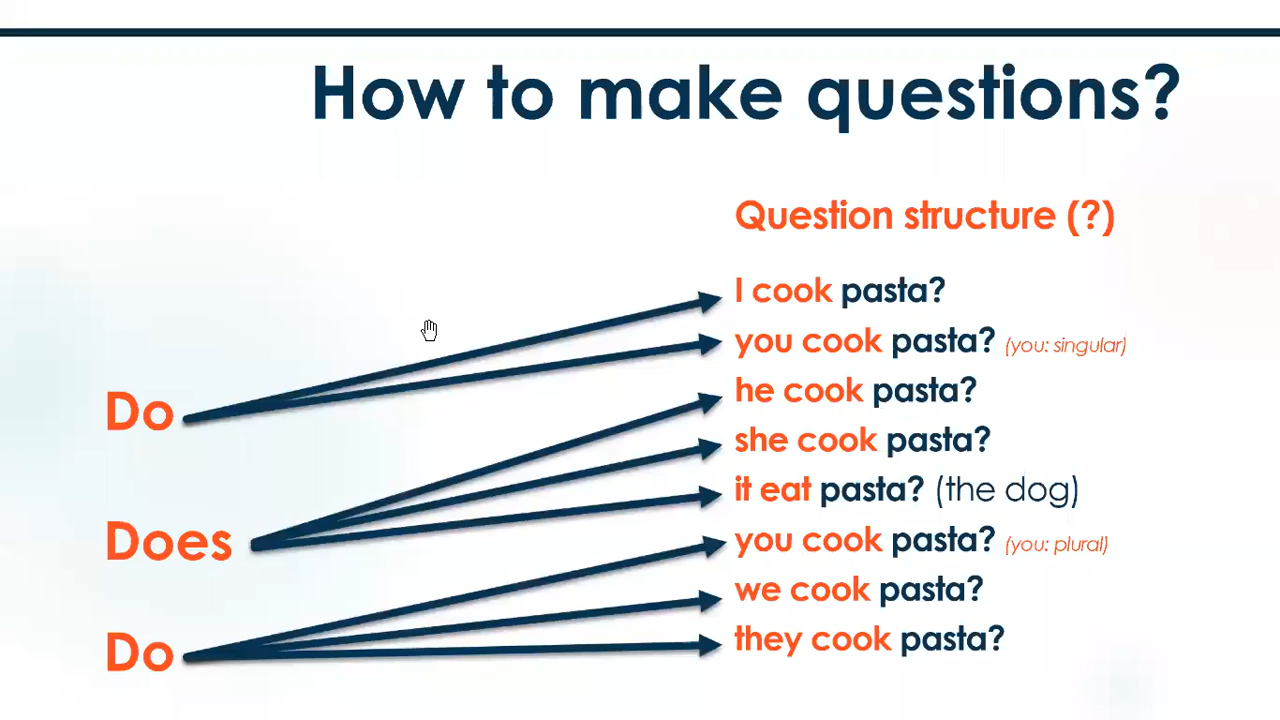 How to make questions?
Question structure (?)
I cook pasta?
you cook pasta? (you: singular)
he cook pasta?
Do
she cook pasta?
it eat pasta? (the dog)
Does
you cook pasta? (you: plural)
we cook pasta?
they cook pasta?
Do